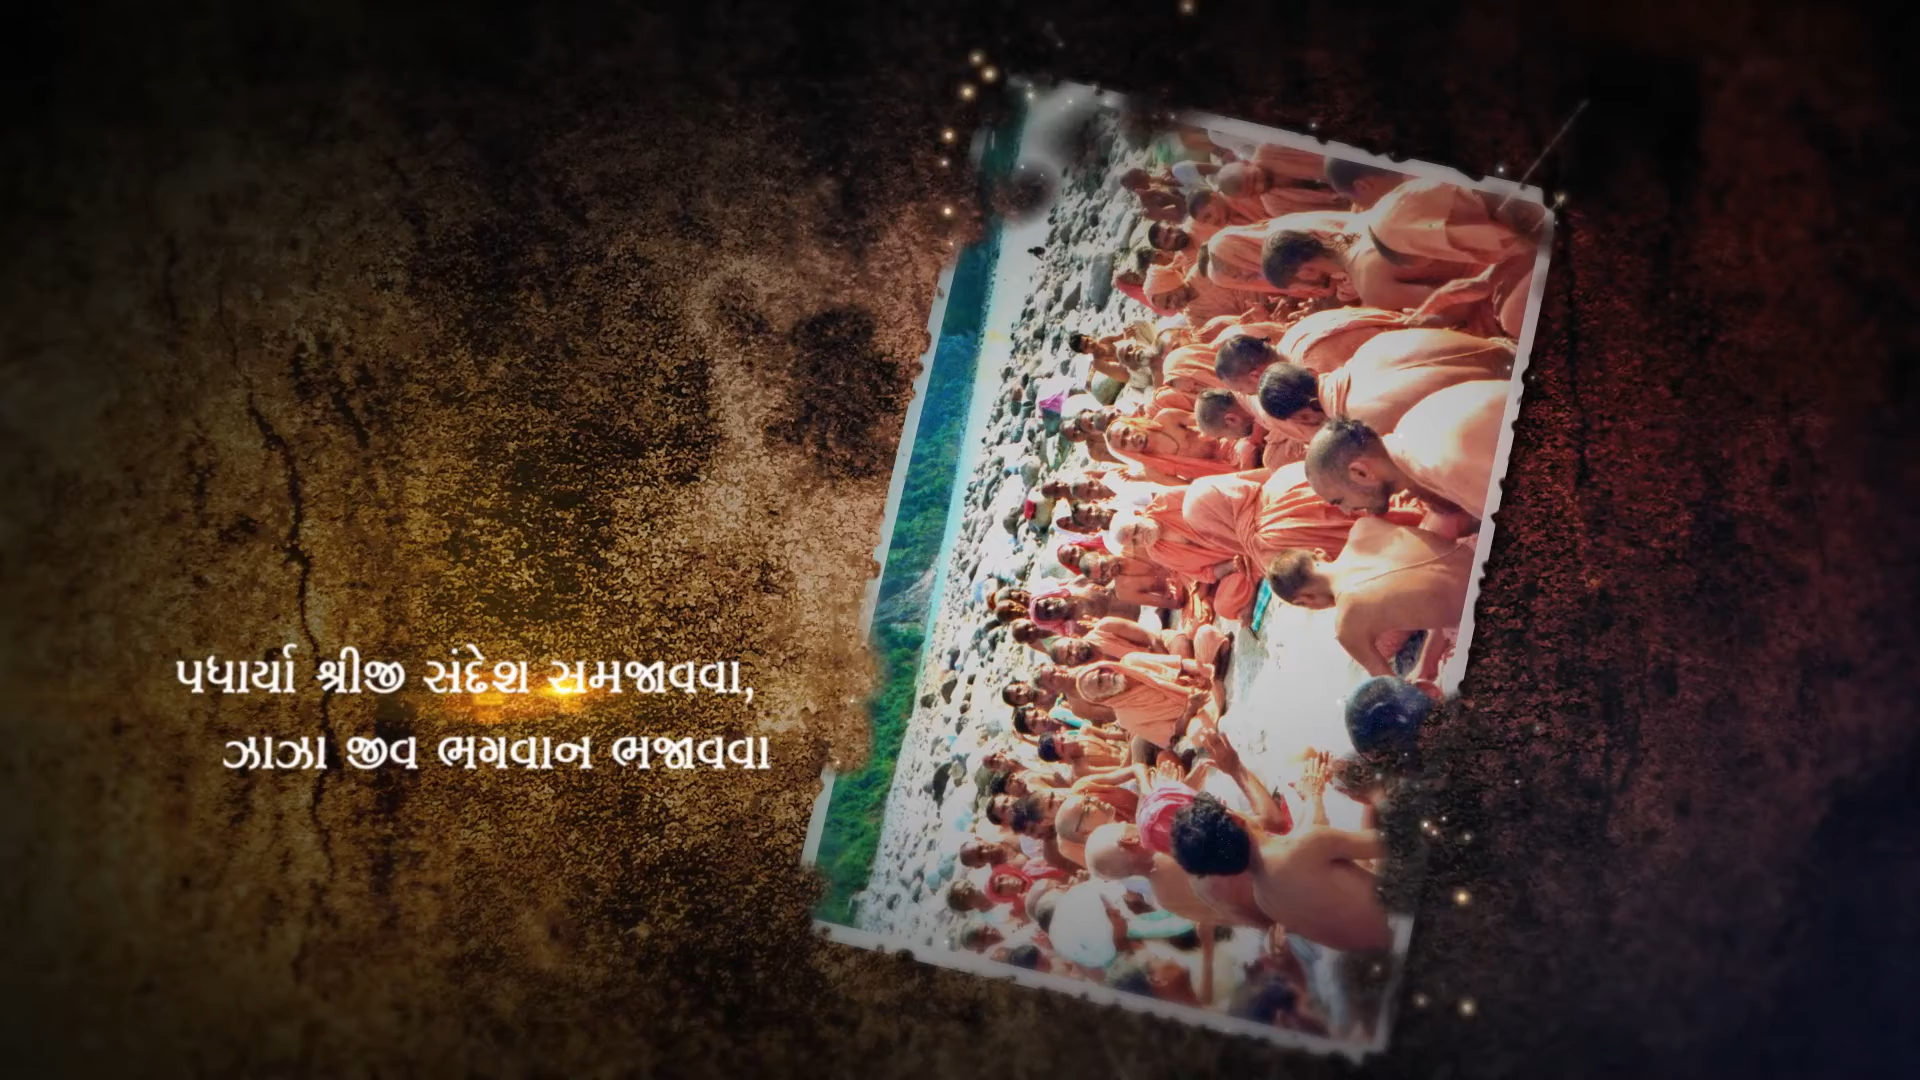 પધાર્યા શ્રીજી સંદેશ સમજાવવા,
ઝાઝા જીવ ભગવાન ભજાવવા